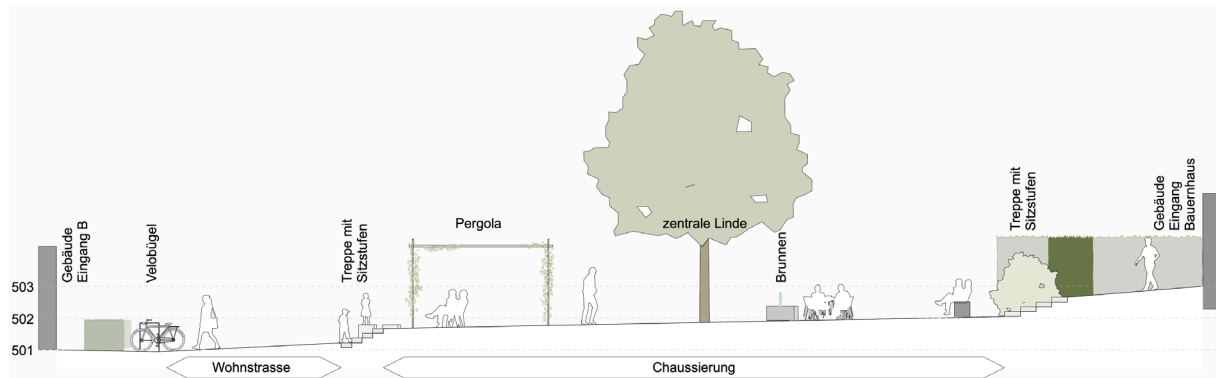 Gebäude
Eingang B
Velobügel
Treppe mit
Sitzstufen
Pergola
zentrale Linde
Brunnen
Treppe mit
Sitzstufen
Gebäude
Eingang
Bauernhaus
503
502
501
Wohnstrasse
Chaussierung